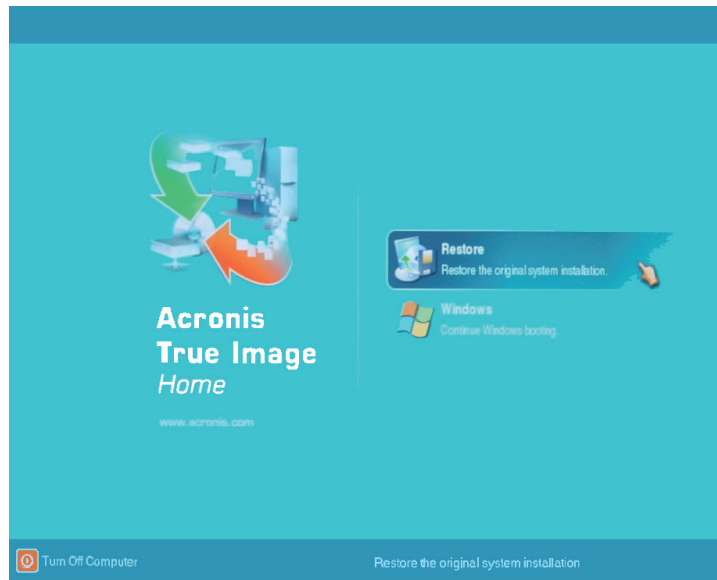 Acronis
True Image
Home
www.acronis.com
Restore
Restore the original system installation.
Windows
Continue Windows booting.
Turn Off Computer
Restore the original system installation